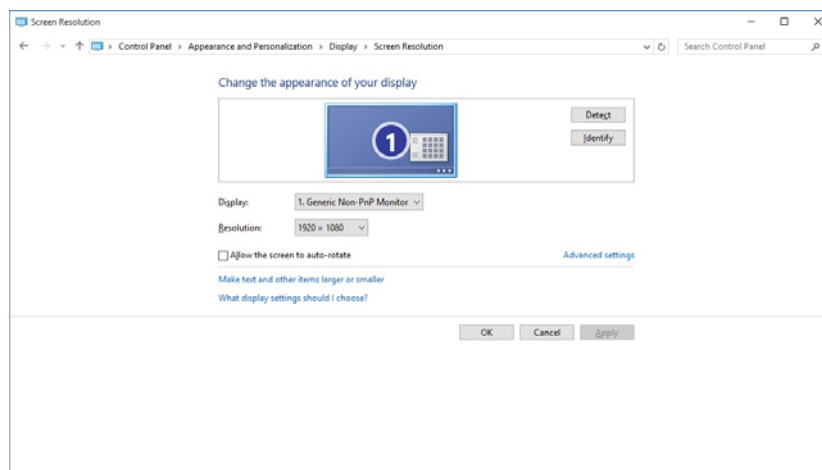 Screen Resolution
Control Panel > Appearance and Personalization > Display > Screen Resolution
Search Control Panel
Change the appearance of your display
1
Detect
Identify
Display: 1. Generic Non-PnP Monitor
Resolution: 1920 × 1080
Allow the screen to auto-rotate
Advanced settings
Make text and other items larger or smaller
What display settings should I choose?
OK Cancel Apply